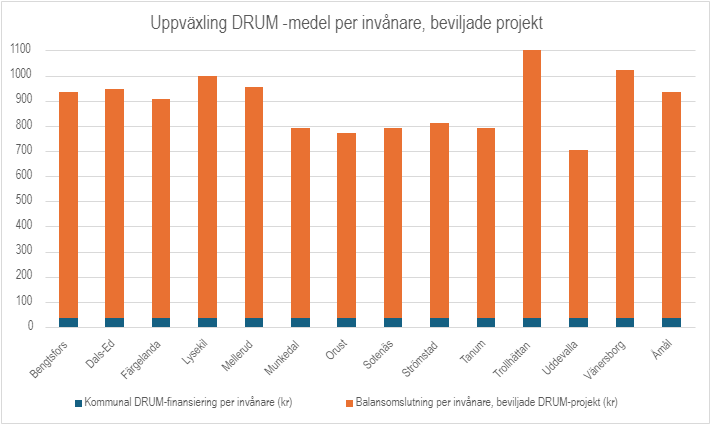 Uppväxling DRUM -medel per invånare, beviljade projekt
1100
1000
900
800
700
600
500
400
300
200
100
0
Bengtsfors
Dals-Ed
Färgelanda
Lysekil
Mellerud
Munkedal
Orust
Sotenäs
Strömstad
Tanum
Trollhättan
Uddevalla
Vänersborg
Åmål
Kommunal DRUM-finansiering per invånare (kr)
Balansomslutning per invånare, beviljade DRUM-projekt (kr)